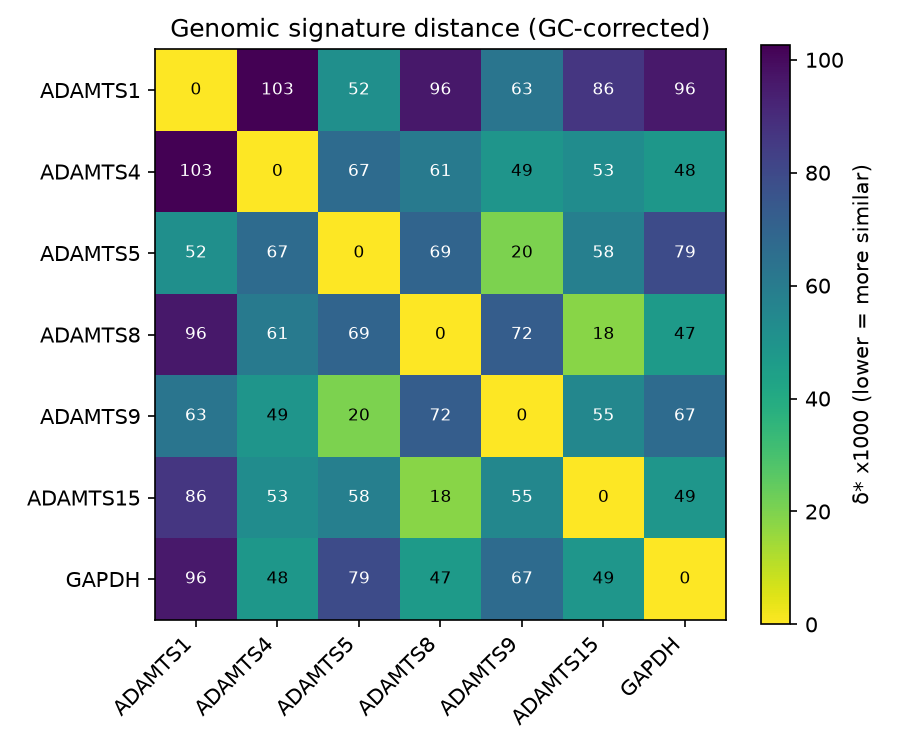 Genomic signature distance (GC-corrected)
ADAMTS1 0 103 52 96 63 86 96
ADAMTS4 103 0 67 61 49 53 48
ADAMTS5 52 67 0 69 20 58 79
ADAMTS8 96 61 69 0 72 18 47
ADAMTS9 63 49 20 72 0 55 67
ADAMTS15 86 53 58 18 55 0 49
GAPDH 96 48 79 47 67 49 0
ADAMTS1 ADAMTS4 ADAMTS5 ADAMTS8 ADAMTS9 ADAMTS15 GAPDH
100
80
60
40
20
0
δ* x1000 (lower = more similar)